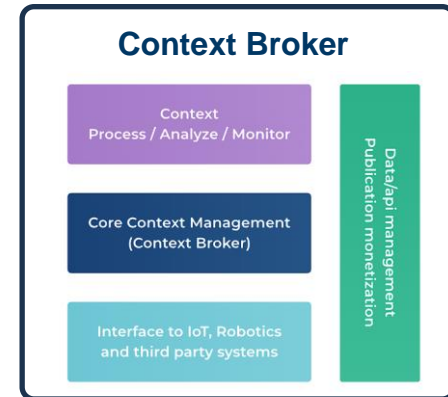 Context Broker
Context
Process / Analyze / Monitor
Core Context Management
(Context Broker)
Interface to IoT, Robotics
and third party systems
Data/api management
Publication monetization